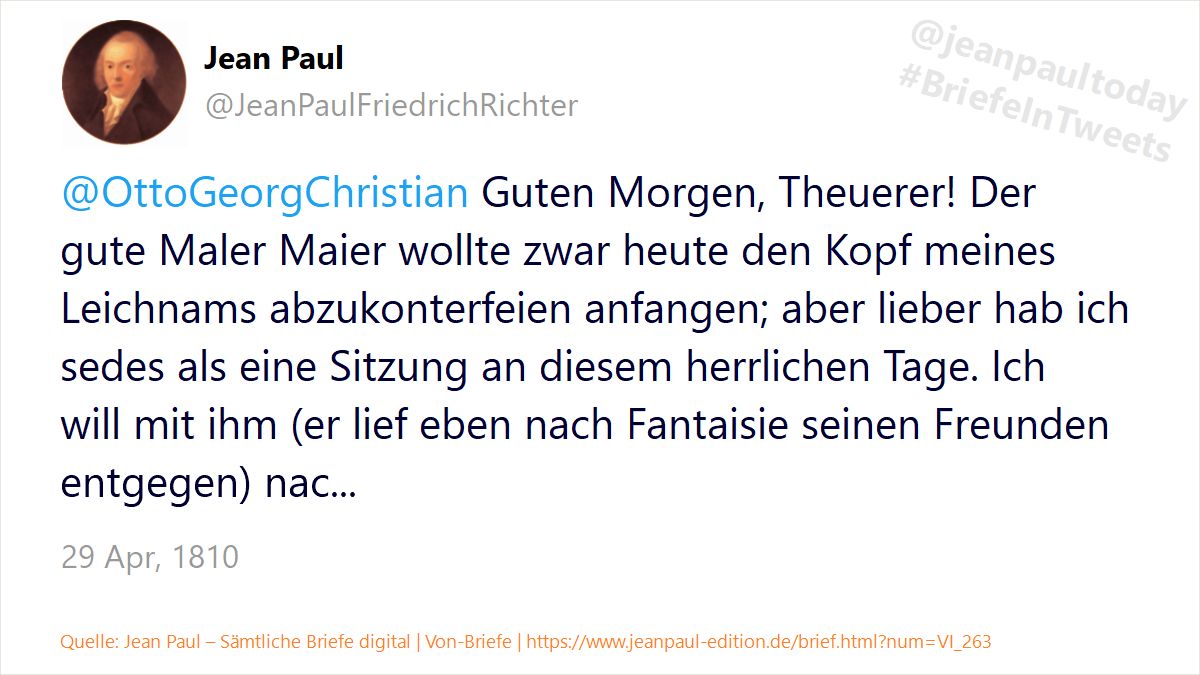 Jean Paul
@JeanPaulFriedrichRichter
@jeanpaultoday
#BriefeInTweets
@OttoGeorgChristian Guten Morgen, Theuerer! Der
gute Maler Maier wollte zwar heute den Kopf meines
Leichnams abzukonterfeien anfangen; aber lieber hab ich
sedes als eine Sitzung an diesem herrlichen Tage. Ich
will mit ihm (er lief eben nach Fantaisie seinen Freunden
entgegen) nac...
29 Apr, 1810
Quelle: Jean Paul – Sämtliche Briefe digital | Von-Briefe | https://www.jeanpaul-edition.de/brief.html?num=VI_263